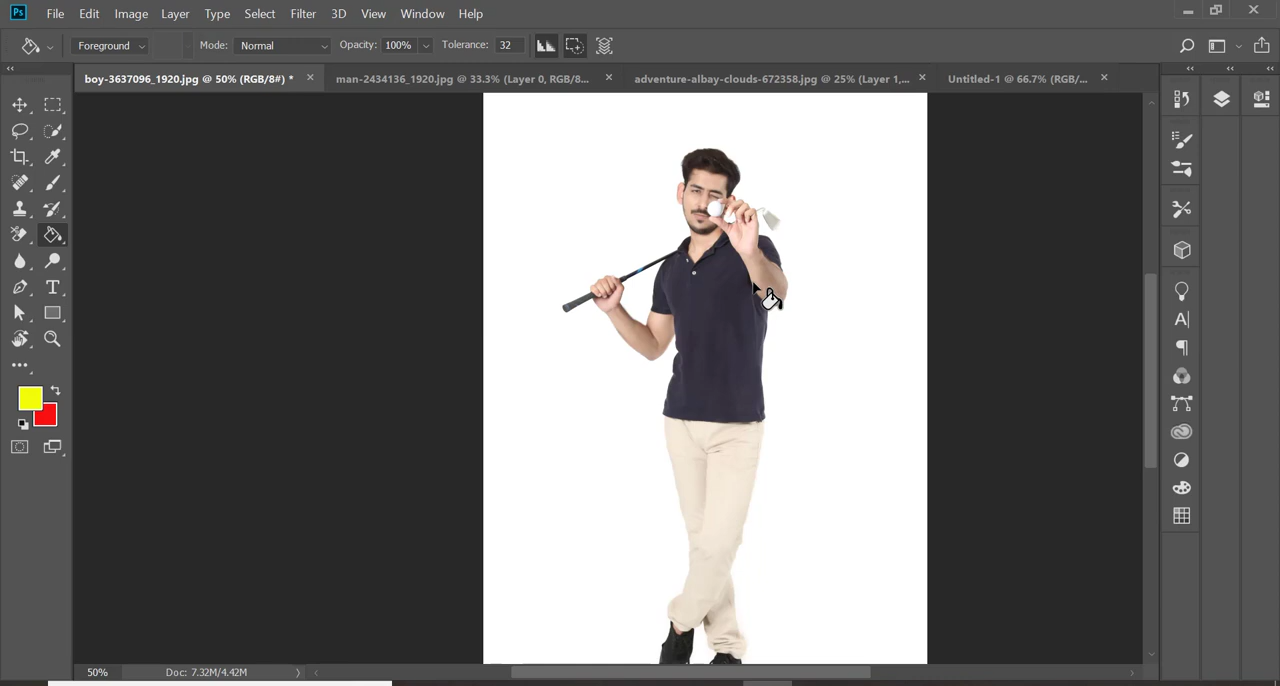 Ps File Edit Image Layer Type Select Filter 3D View Window Help
Foreground Mode: Normal Opacity: 100% Tolerance: 32
boy-3637096_1920.jpg @ 50% (RGB/8#) * man-2434136_1920.jpg @ 33.3% (Layer 0, RGB/8... adventure-albay-clouds-672358.jpg @ 25% (Layer 1,... Untitled-1 @ 66.7% (RGB/...
50% Doc: 7.32M/4.42M